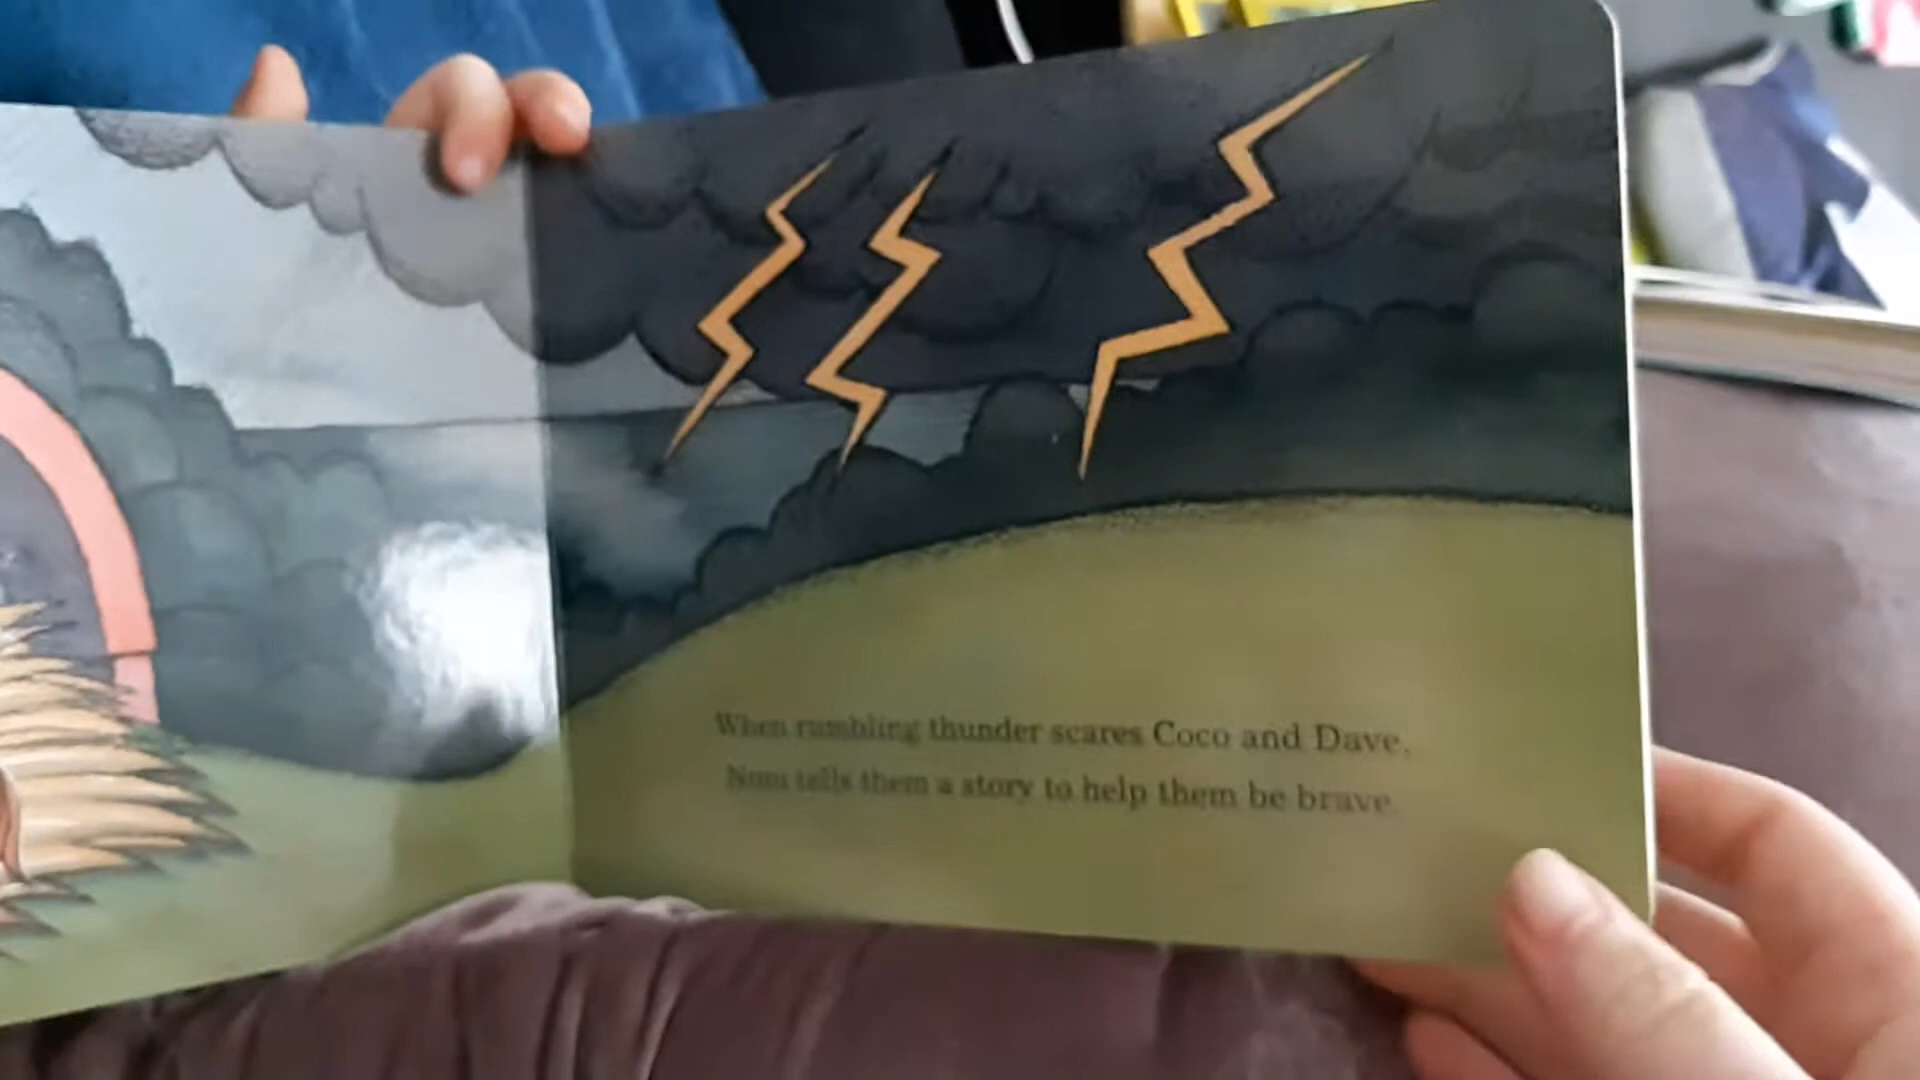 When rumbling thunder scares Coco and Dave,
Nom tells them a story to help them be brave.